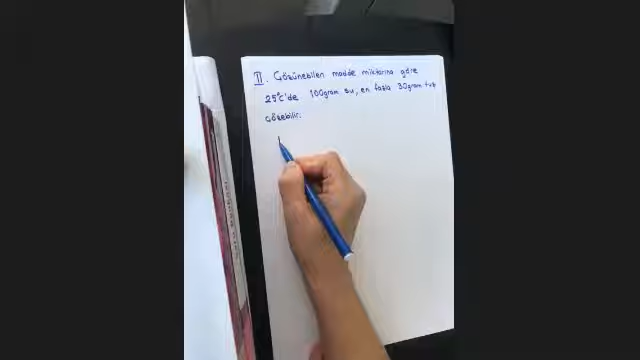 II. Çözünebilen madde miktarına göre
25°C'de 100gram su, en fazla 30gram tuz
çözebilir.